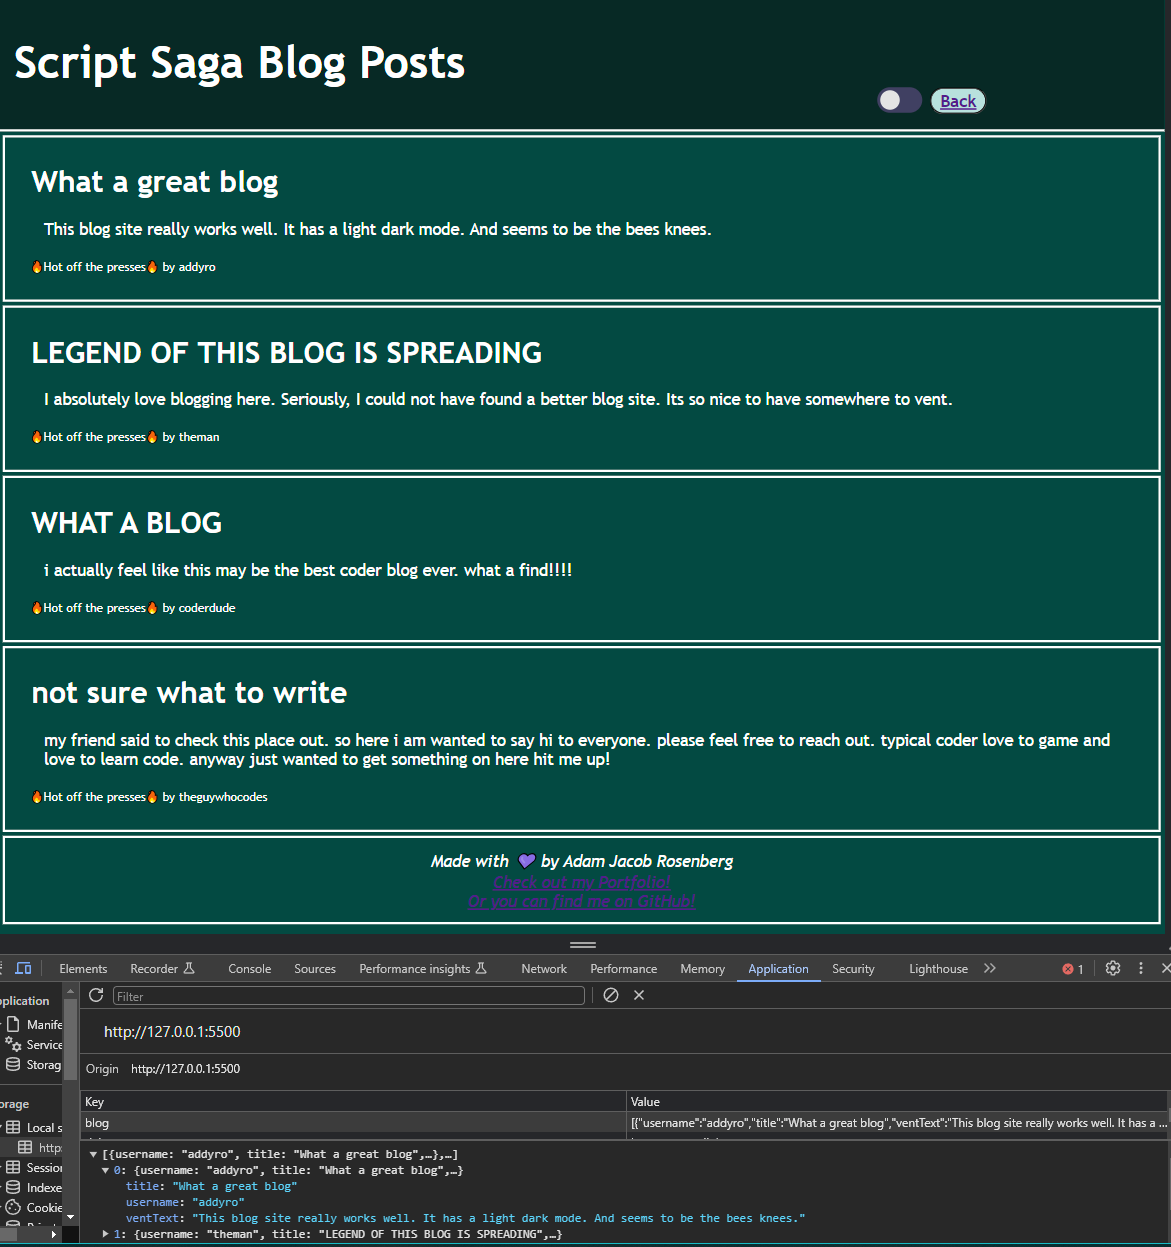 Script Saga Blog Posts
Back
What a great blog
This blog site really works well. It has a light dark mode. And seems to be the bees knees.
🔥Hot off the presses🔥 by addyro
LEGEND OF THIS BLOG IS SPREADING
I absolutely love blogging here. Seriously, I could not have found a better blog site. Its so nice to have somewhere to vent.
🔥Hot off the presses🔥 by theman
WHAT A BLOG
i actually feel like this may be the best coder blog ever. what a find!!!!
🔥Hot off the presses🔥 by coderdude
not sure what to write
my friend said to check this place out. so here i am wanted to say hi to everyone. please feel free to reach out. typical coder love to game and
love to learn code. anyway just wanted to get something on here hit me up!
🔥Hot off the presses🔥 by theguywhocodes
Made with 💜 by Adam Jacob Rosenberg
Check out my Portfolio!
Or you can find me on GitHub!
Elements Recorder Console Sources Performance insights Network Performance Memory Application Security Lighthouse 1
pplication
Manife
Service
Storag
orage
Local s
http:
Session
Indexe
Cookie
Filter
http://127.0.0.1:5500
Origin http://127.0.0.1:5500
Key Value
blog [{"username":"addyro","title":"What a great blog","ventText":"This blog site really works well. It has a ...
[{username: "addyro", title: "What a great blog",…},…]
0: {username: "addyro", title: "What a great blog",…}
title: "What a great blog"
username: "addyro"
ventText: "This blog site really works well. It has a light dark mode. And seems to be the bees knees."
1: {username: "theman", title: "LEGEND OF THIS BLOG IS SPREADING",…}